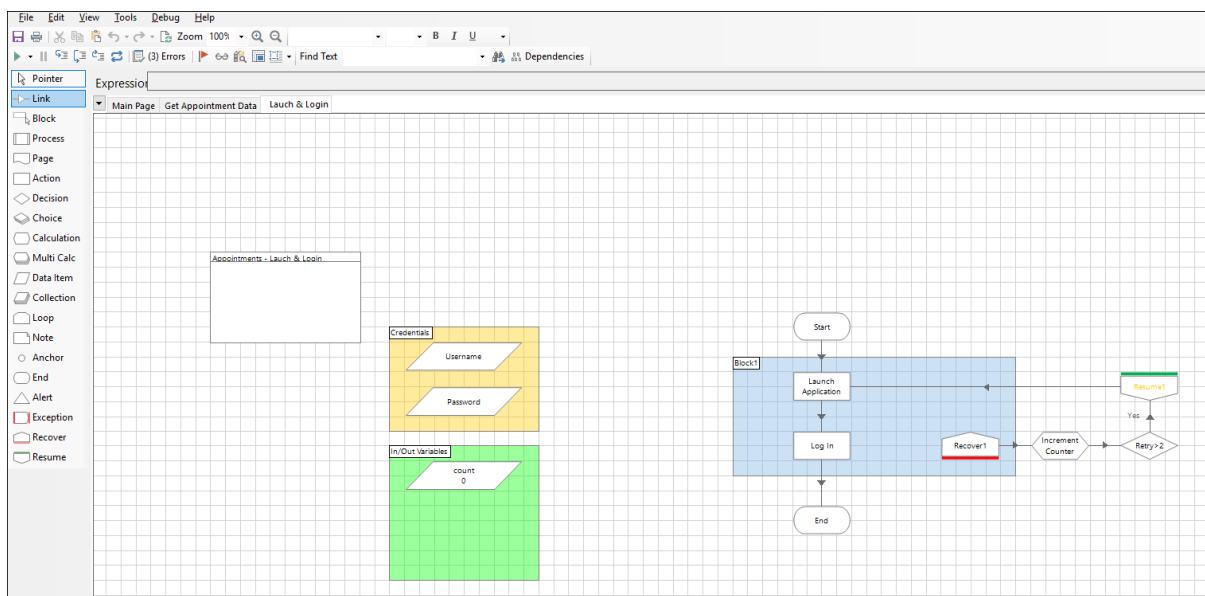 File Edit View Tools Debug Help
Zoom 100% B I U
(3) Errors Find Text Dependencies
Pointer
Link
Block
Process
Page
Action
Decision
Choice
Calculation
Multi Calc
Data Item
Collection
Loop
Note
Anchor
End
Alert
Exception
Recover
Resume
Expression
Main Page Get Appointment Data Lauch & Login
Appointments - Lauch & Login
Credentials
Username
Password
In/Out Variables
count
0
Start
Block1
Launch
Application
Log In
End
Recover1
Increment
Counter
Retry>2
Yes
Resume1